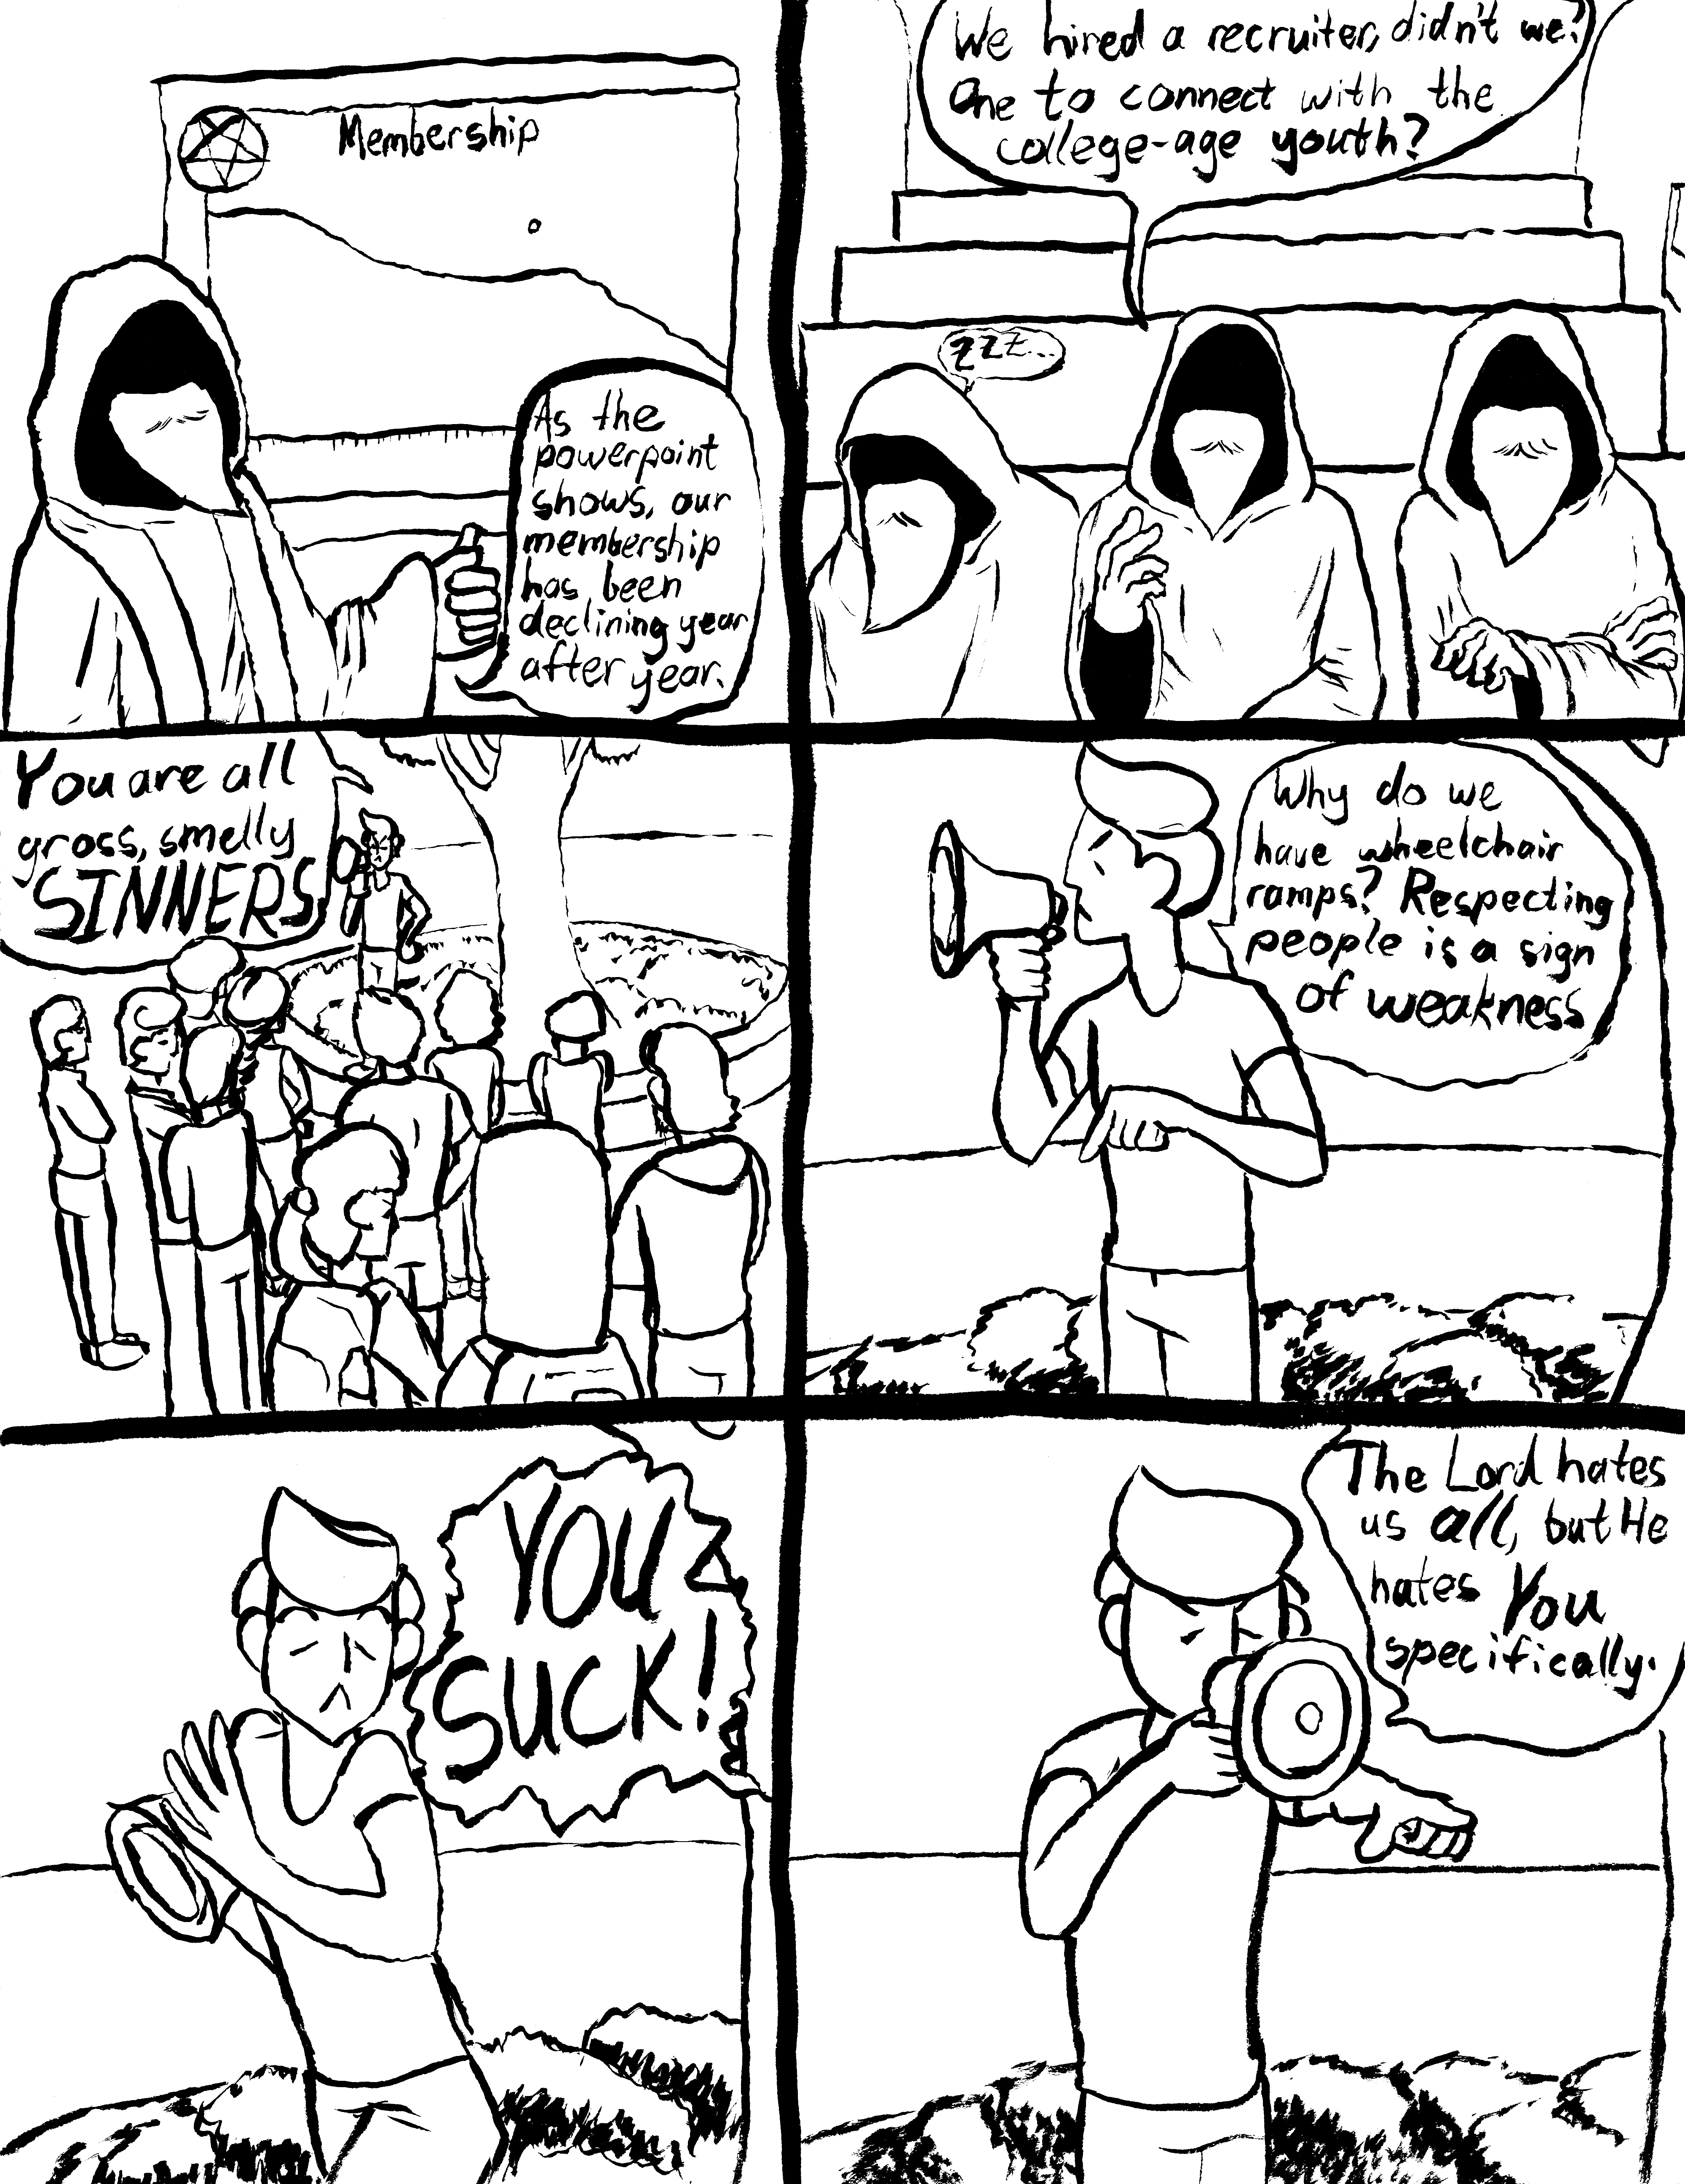 Membership
As the
powerpoint
shows, our
membership
has been
declining year
after year.
We hired a recruiter, didn't we?
One to connect with the
college-age youth?
ZZZ...
You are all
gross, smelly
SINNERS
Why do we
have wheelchair
ramps? Respecting
people is a sign
of weakness
YOU
SUCK!
The Lord hates
us all, but He
hates You
specifically.